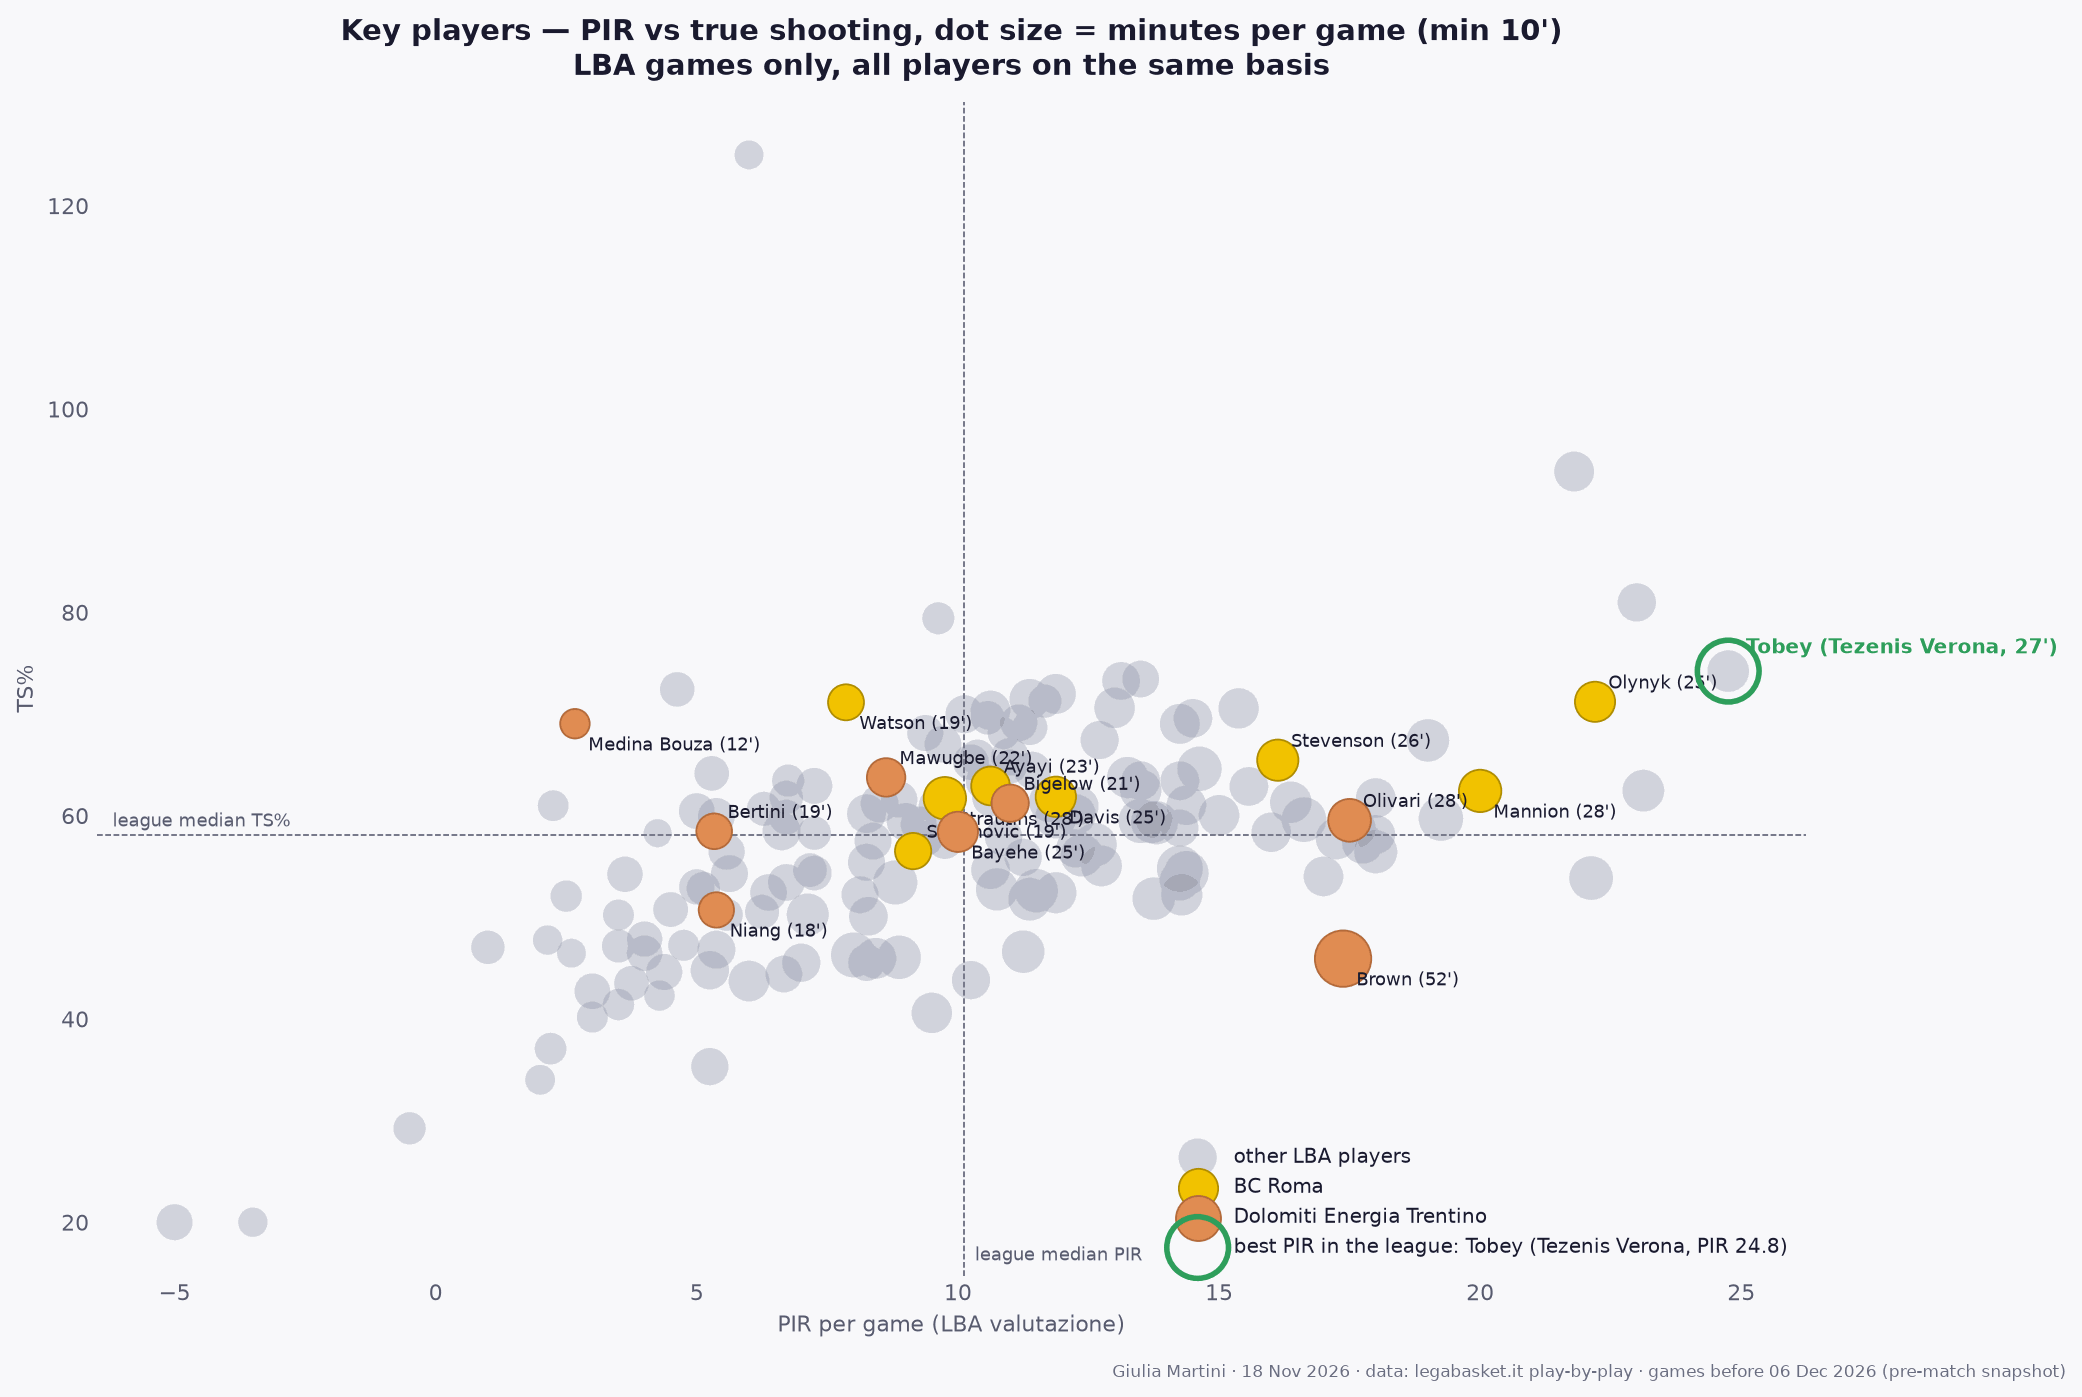 Key players — PIR vs true shooting, dot size = minutes per game (min 10')
LBA games only, all players on the same basis
120
100
80
60
40
20
TS%
Tobey (Tezenis Verona, 27')
Olynyk (25')
Watson (19')
Medina Bouza (12')
Stevenson (26')
Mawugbe (22')
Ayayi (23')
Bigelow (21')
Olivari (28')
Mannion (28')
Bertini (19')
Davis (25')
(28')
(19')
league median TS%
Bayehe (25')
Niang (18')
Brown (52')
other LBA players
BC Roma
Dolomiti Energia Trentino
best PIR in the league: Tobey (Tezenis Verona, PIR 24.8)
league median PIR
−5
0
5
10
15
20
25
PIR per game (LBA valutazione)
Giulia Martini · 18 Nov 2026 · data: legabasket.it play-by-play · games before 06 Dec 2026 (pre-match snapshot)